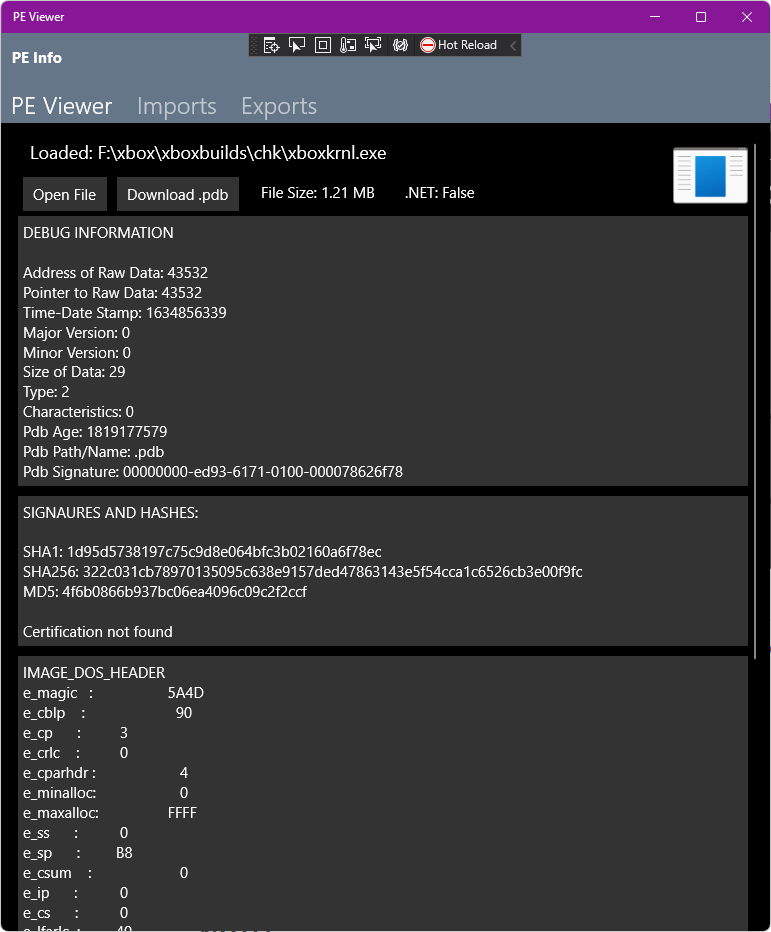 PE Viewer
Hot Reload
PE Info
PE Viewer Imports Exports
Loaded: F:\xbox\xboxbuilds\chk\xboxkrnl.exe
Open File Download .pdb File Size: 1.21 MB .NET: False
DEBUG INFORMATION
Address of Raw Data: 43532
Pointer to Raw Data: 43532
Time-Date Stamp: 1634856339
Major Version: 0
Minor Version: 0
Size of Data: 29
Type: 2
Characteristics: 0
Pdb Age: 1819177579
Pdb Path/Name: .pdb
Pdb Signature: 00000000-ed93-6171-0100-000078626f78
SIGNAURES AND HASHES:
SHA1: 1d95d5738197c75c9d8e064bfc3b02160a6f78ec
SHA256: 322c031cb78970135095c638e9157ded47863143e5f54cca1c6526cb3e00f9fc
MD5: 4f6b0866b937bc06ea4096c09c2f2ccf
Certification not found
IMAGE_DOS_HEADER
e_magic : 5A4D
e_cblp : 90
e_cp : 3
e_crlc : 0
e_cparhdr : 4
e_minalloc: 0
e_maxalloc: FFFF
e_ss : 0
e_sp : B8
e_csum : 0
e_ip : 0
e_cs : 0
e_lfarlc : 40